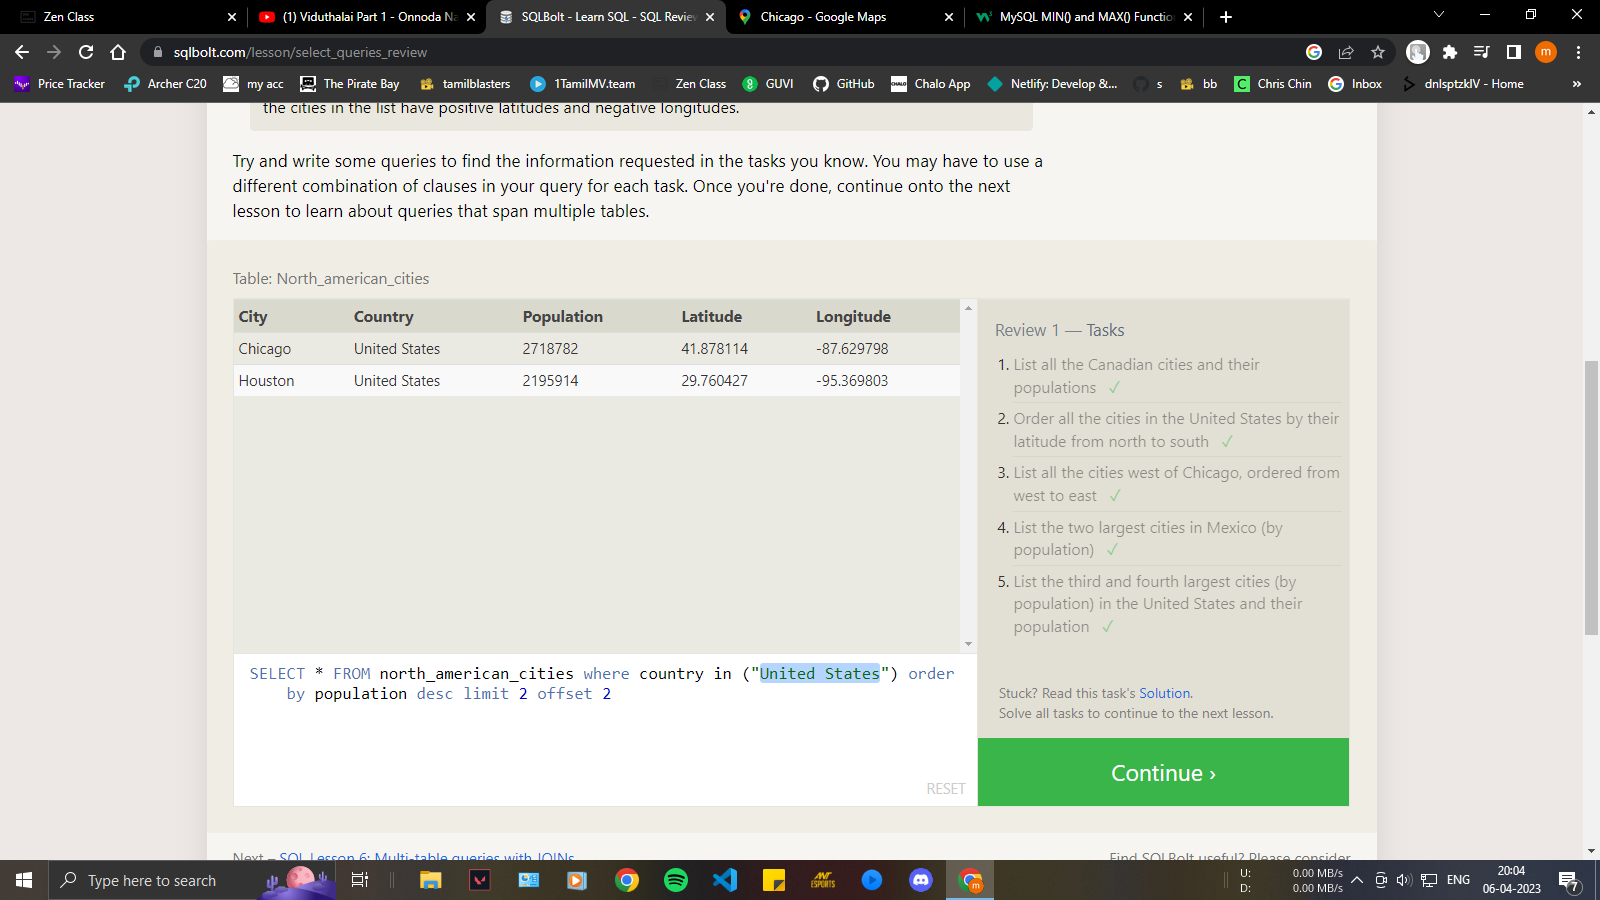 Zen Class
(1) Viduthalai Part 1 - Onnoda Na
SQLBolt - Learn SQL - SQL Review
Chicago - Google Maps
MySQL MIN() and MAX() Functio
sqlbolt.com/lesson/select_queries_review
m
Price Tracker
Archer C20
my acc
The Pirate Bay
tamilblasters
1TamilMV.team
Zen Class
GUVI
GitHub
Chalo App
Netlify: Develop &...
s
bb
Chris Chin
Inbox
dnlsptzklV - Home
»
the cities in the list have positive latitudes and negative longitudes.
Try and write some queries to find the information requested in the tasks you know. You may have to use a
different combination of clauses in your query for each task. Once you're done, continue onto the next
lesson to learn about queries that span multiple tables.
Table: North_american_cities
City Country Population Latitude Longitude
Chicago United States 2718782 41.878114 -87.629798
Houston United States 2195914 29.760427 -95.369803
SELECT * FROM north_american_cities where country in ("United States") order
by population desc limit 2 offset 2
RESET
Review 1 — Tasks
1. List all the Canadian cities and their
populations ✓
2. Order all the cities in the United States by their
latitude from north to south ✓
3. List all the cities west of Chicago, ordered from
west to east ✓
4. List the two largest cities in Mexico (by
population) ✓
5. List the third and fourth largest cities (by
population) in the United States and their
population ✓
Stuck? Read this task's Solution.
Solve all tasks to continue to the next lesson.
Continue ›
Next – SQL Lesson 6: Multi-table queries with JOINs
Find SQLBolt useful? Please consider
Type here to search
ESPORTS
m
U: 0.00 MB/s
D: 0.00 MB/s
ENG
20:04
06-04-2023
7